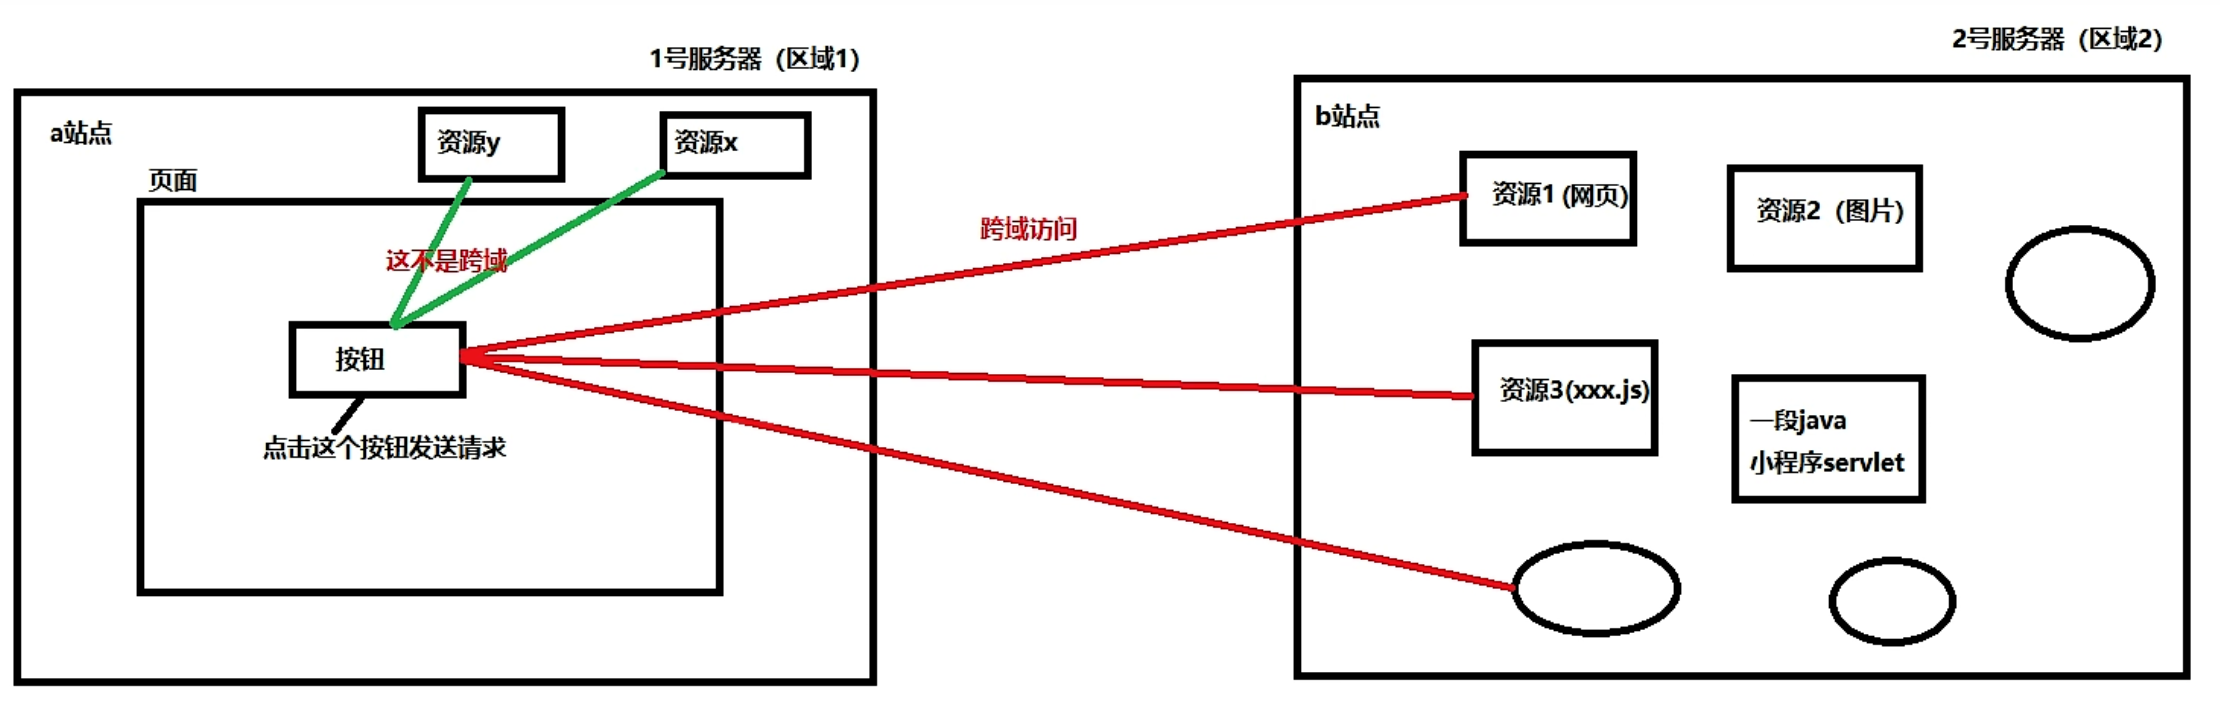 1号服务器（区域1）
a站点
资源y
资源x
页面
这不是跨域
按钮
点击这个按钮发送请求
跨域访问
2号服务器（区域2）
b站点
资源1 (网页)
资源2（图片）
资源3(xxx.js)
一段java
小程序servlet